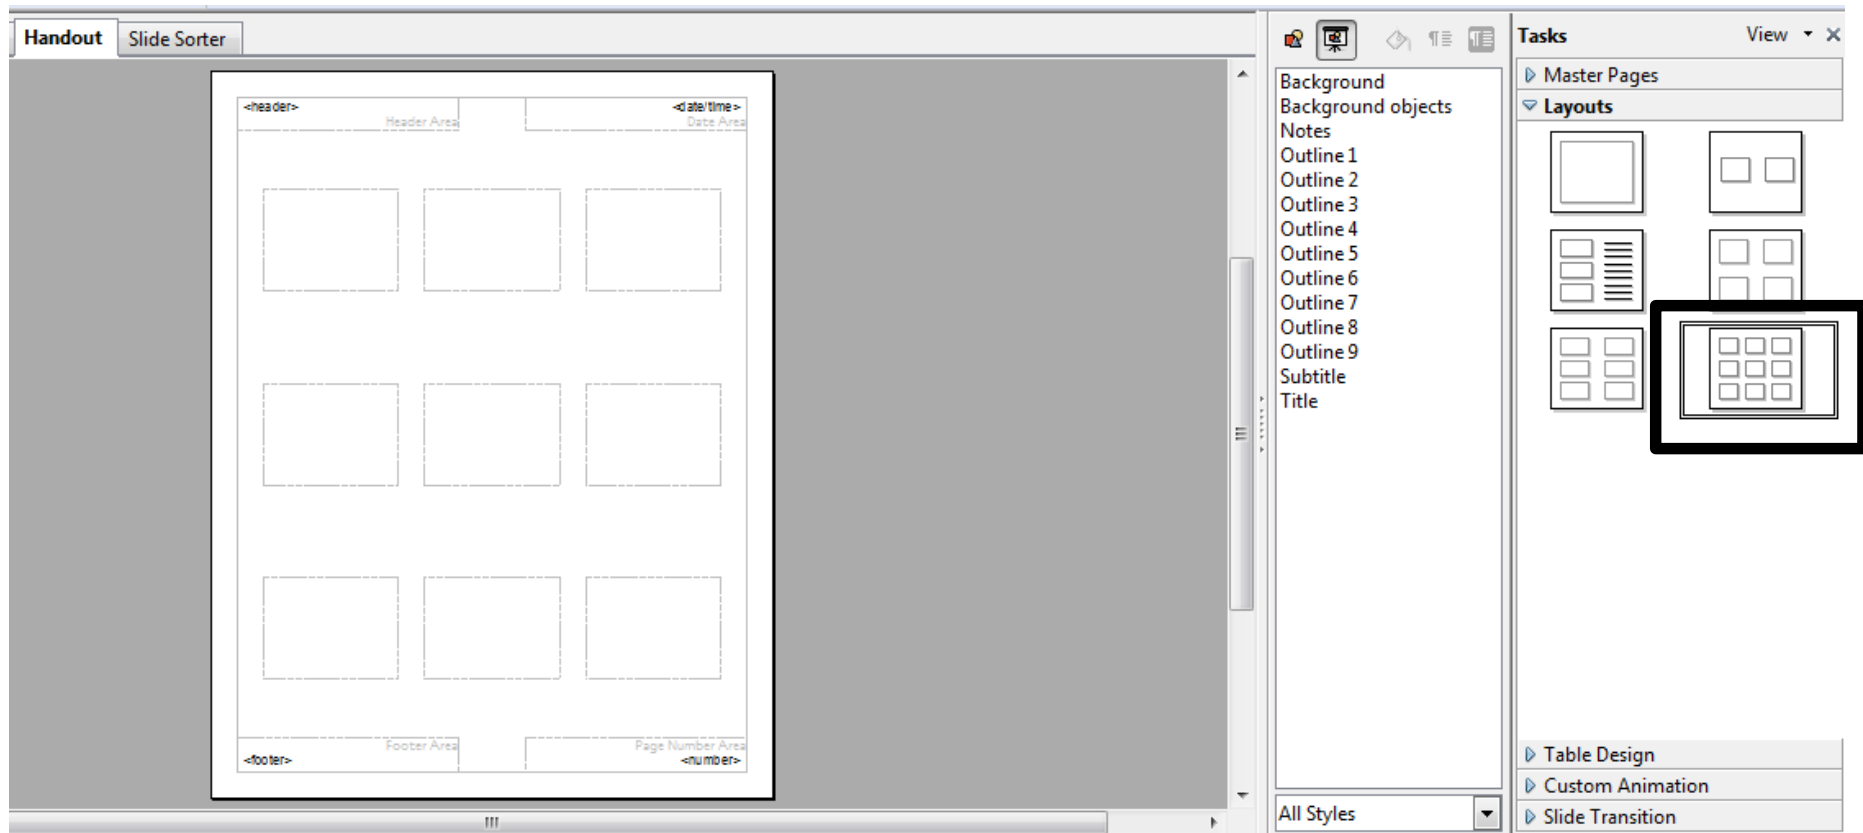 Handout
Slide Sorter
<header>
<date/time>
Header Area
Date Area
Footer Area
Page Number Area
<footer>
<number>
Background
Background objects
Notes
Outline 1
Outline 2
Outline 3
Outline 4
Outline 5
Outline 6
Outline 7
Outline 8
Outline 9
Subtitle
Title
All Styles
Tasks
View
Master Pages
Layouts
Table Design
Custom Animation
Slide Transition